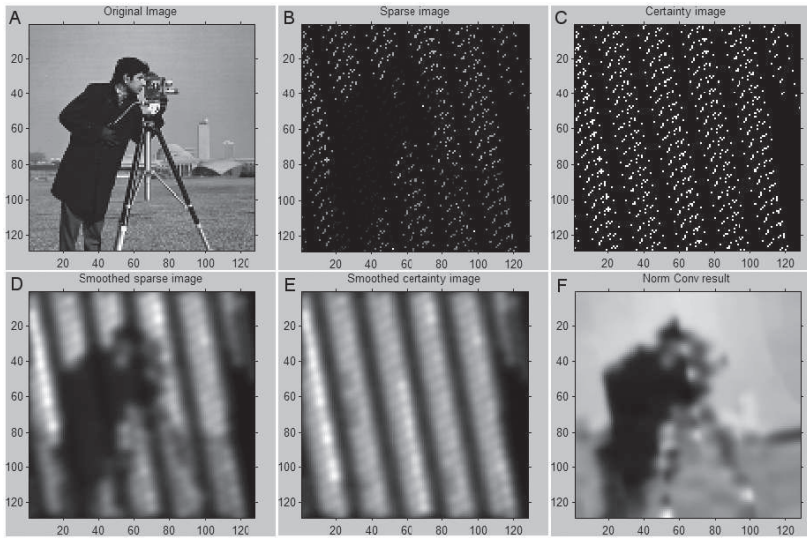 A
Original Image
20
40
60
80
100
120
20 40 60 80 100 120
B
Sparse image
20
40
60
80
100
120
20 40 60 80 100 120
C
Certainty image
20
40
60
80
100
120
20 40 60 80 100 120
D
Smoothed sparse image
20
40
60
80
100
120
20 40 60 80 100 120
E
Smoothed certainty image
20
40
60
80
100
120
20 40 60 80 100 120
F
Norm Conv result
20
40
60
80
100
120
20 40 60 80 100 120